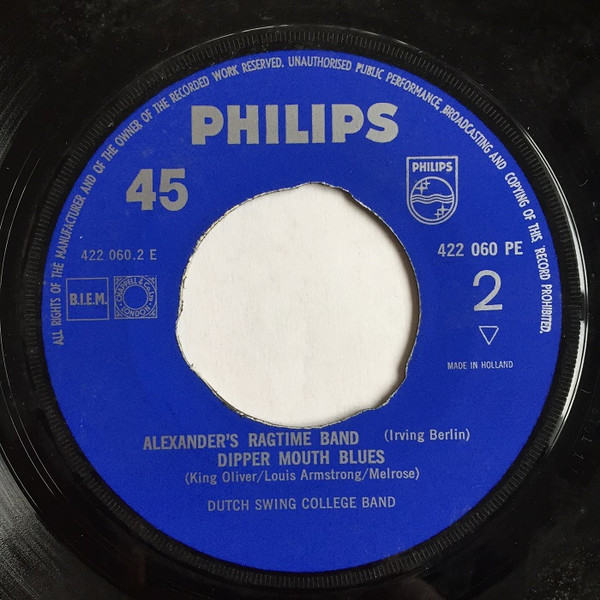 ALL RIGHTS OF THE MANUFACTURER AND OF THE OWNER OF THE RECORDED WORK RESERVED. UNAUTHORISED PUBLIC PERFORMANCE, BROADCASTING AND COPYING OF THIS RECORD PROHIBITED.
PHILIPS
45
PHILIPS
422 060.2 E
422 060 PE
B.I.E.M.
CHAPPELL & Co. LTD. LONDON
2
MADE IN HOLLAND
ALEXANDER'S RAGTIME BAND (Irving Berlin)
DIPPER MOUTH BLUES
(King Oliver/Louis Armstrong/Melrose)
DUTCH SWING COLLEGE BAND